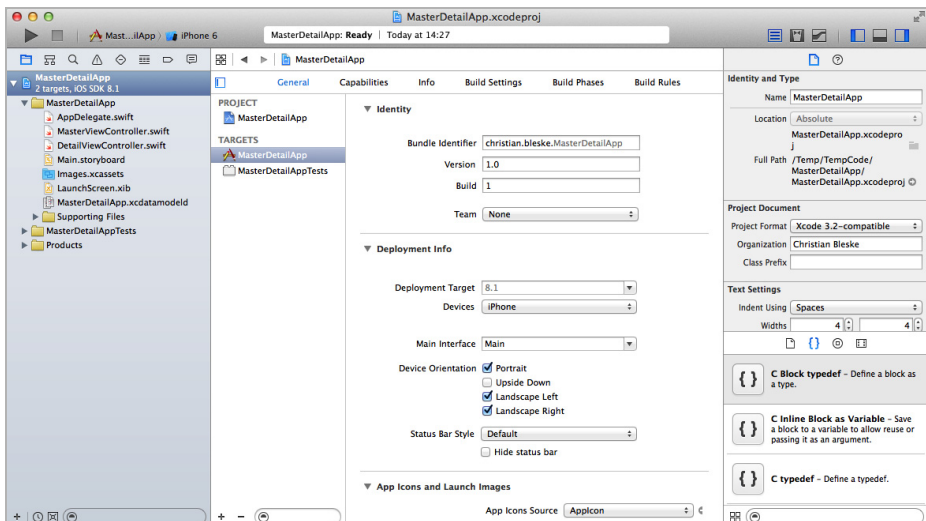 MasterDetailApp.xcodeproj
Mast...ilApp
iPhone 6
MasterDetailApp: Ready | Today at 14:27
MasterDetailApp
2 targets, iOS SDK 8.1
MasterDetailApp
AppDelegate.swift
MasterViewController.swift
DetailViewController.swift
Main.storyboard
Images.xcassets
LaunchScreen.xib
MasterDetailApp.xcdatamodeld
Supporting Files
MasterDetailAppTests
Products
MasterDetailApp
General Capabilities Info Build Settings Build Phases Build Rules
PROJECT
MasterDetailApp
TARGETS
MasterDetailApp
MasterDetailAppTests
Identity
Bundle Identifier christian.bleske.MasterDetailApp
Version 1.0
Build 1
Team None
Deployment Info
Deployment Target 8.1
Devices iPhone
Main Interface Main
Device Orientation Portrait
Upside Down
Landscape Left
Landscape Right
Status Bar Style Default
Hide status bar
App Icons and Launch Images
App Icons Source AppIcon
Identity and Type
Name MasterDetailApp
Location Absolute
MasterDetailApp.xcodepro
j
Full Path /Temp/TempCode/
MasterDetailApp/
MasterDetailApp.xcodeproj
Project Document
Project Format Xcode 3.2-compatible
Organization Christian Bleske
Class Prefix
Text Settings
Indent Using Spaces
Widths 4 4
{}
{ } C Block typedef – Define a block as
a type.
{ } C Inline Block as Variable – Save
a block to a variable to allow reuse or
passing it as an argument.
{ } C typedef – Define a typedef.